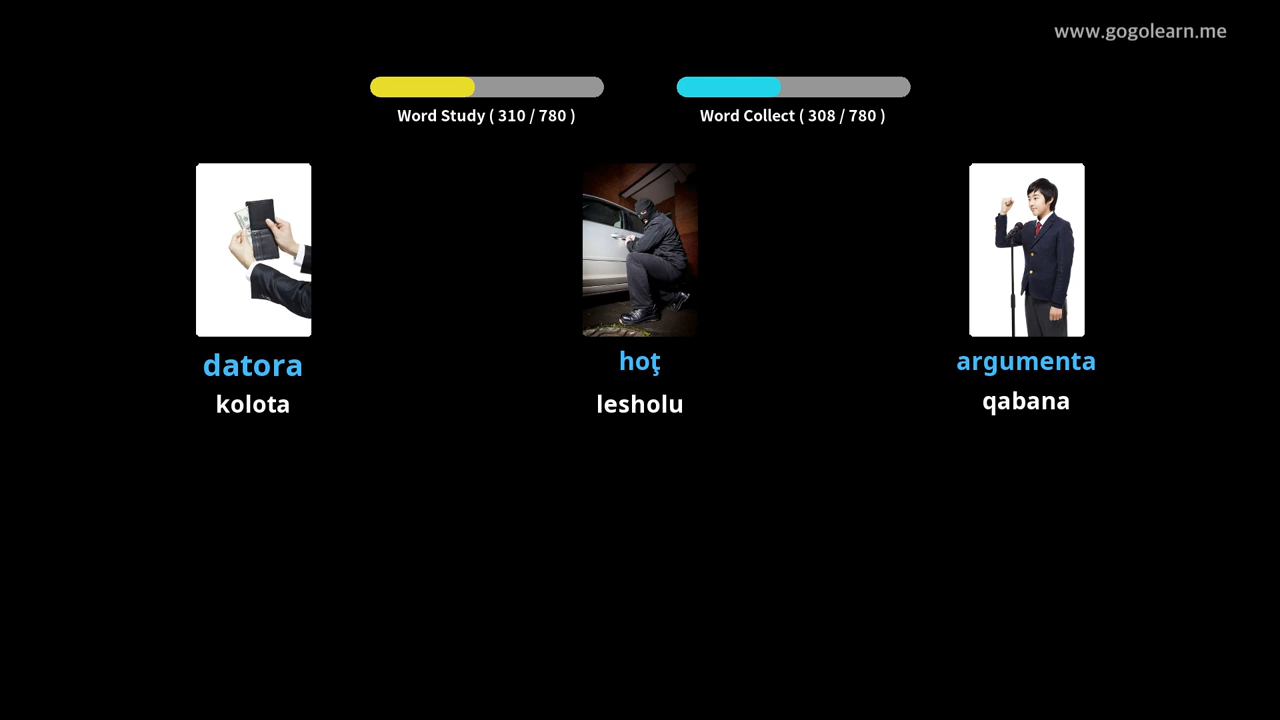 www.gogolearn.me
Word Study ( 310 / 780 )
Word Collect ( 308 / 780 )
datora
hoţ
argumenta
kolota
lesholu
qabana